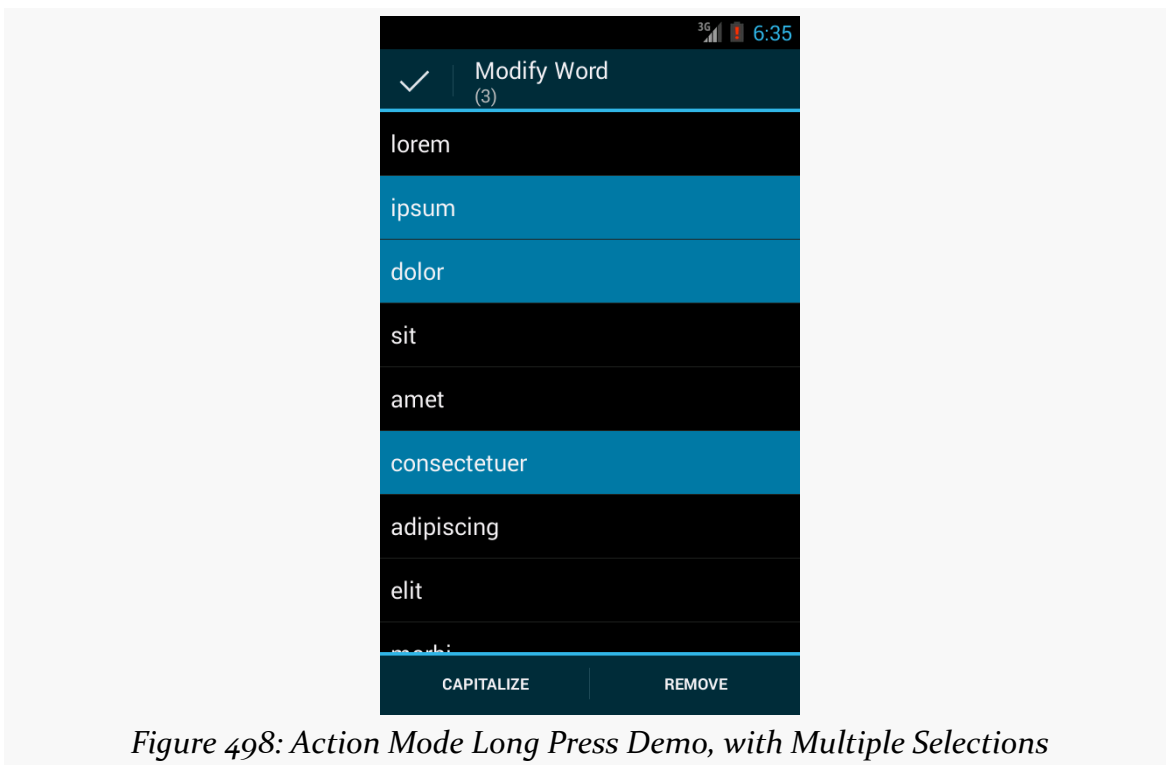 3G 6:35
Modify Word
(3)
lorem
ipsum
dolor
sit
amet
consectetuer
adipiscing
elit
morbi
CAPITALIZE REMOVE
Figure 498: Action Mode Long Press Demo, with Multiple Selections